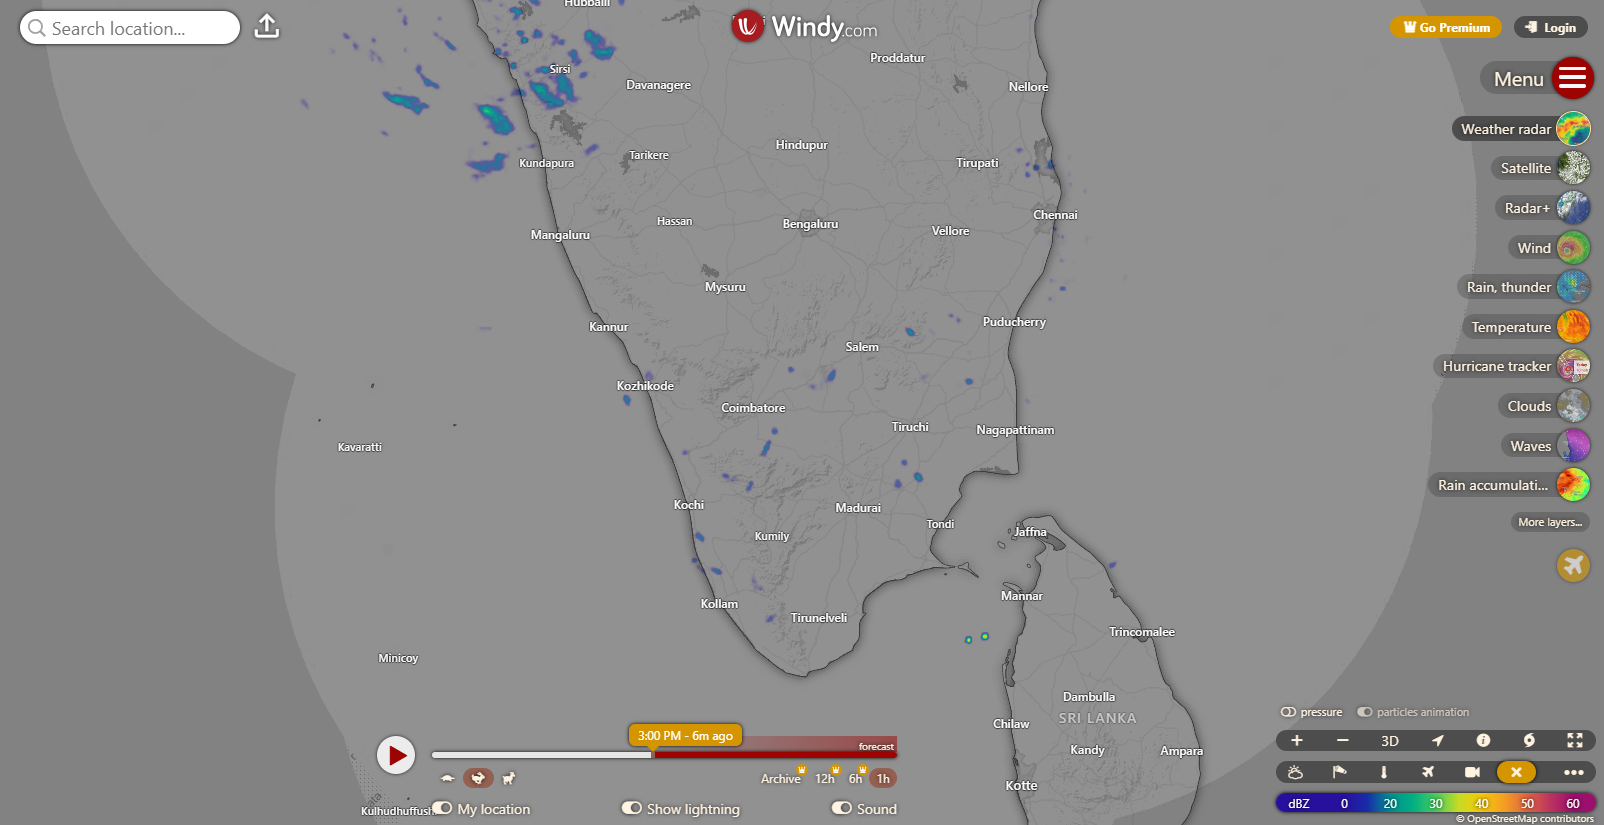 Hubballi
Search location...
Windy.com
Go Premium
Login
Proddatur
Sirsi
Davanagere
Nellore
Menu
Weather radar
Hindupur
Kundapura
Tarikere
Tirupati
Satellite
Radar+
Hassan
Bengaluru
Chennai
Mangaluru
Vellore
Wind
Mysuru
Rain, thunder
Kannur
Puducherry
Temperature
Salem
Hurricane tracker
Kozhikode
Coimbatore
Clouds
Tiruchi
Nagapattinam
Kavaratti
Waves
Rain accumulati...
Kochi
Madurai
Tondi
More layers...
Kumily
Jaffna
Mannar
Kollam
Tirunelveli
Trincomalee
Minicoy
Dambulla
Chilaw
SRI LANKA
pressure
particles animation
3:00 PM - 6m ago
forecast
3D
Kandy
Ampara
Archive
12h
6h
1h
Kotte
Kulhudhuffush
My location
Show lightning
Sound
dBZ 0 20 30 40 50 60
© OpenStreetMap contributors